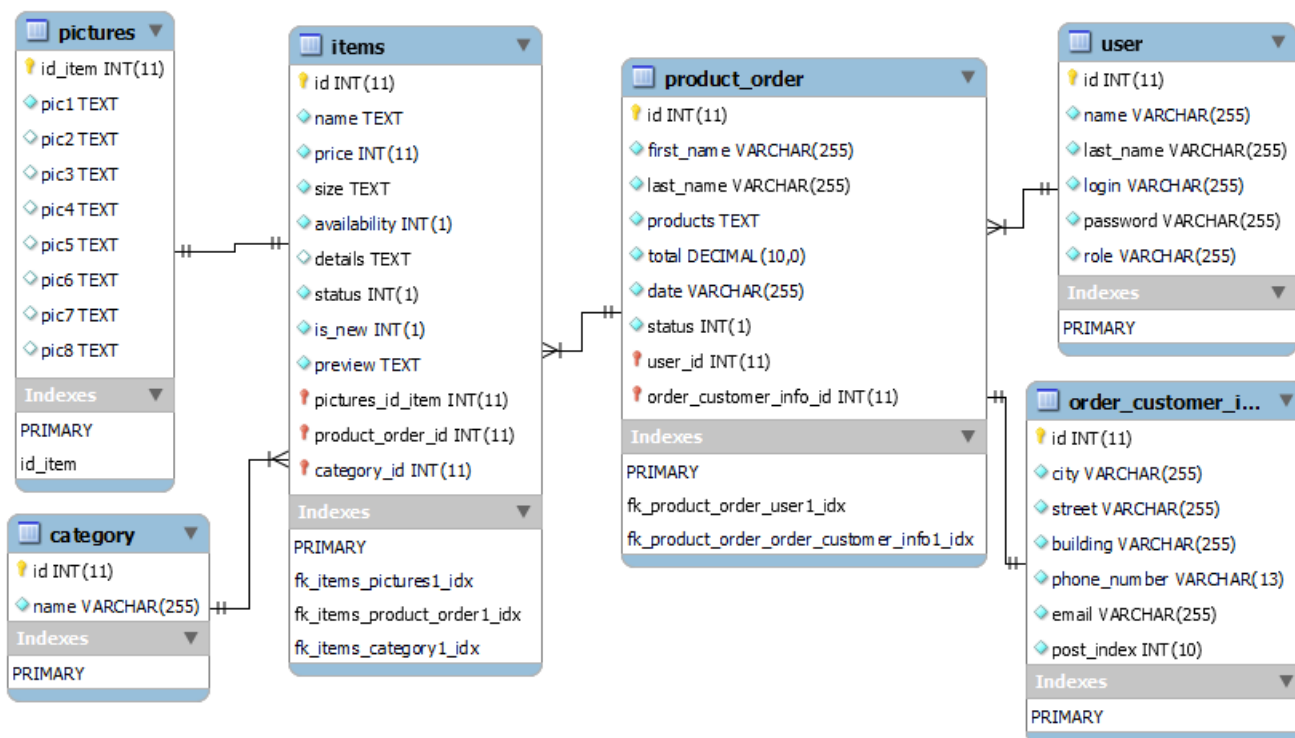 pictures
id_item INT(11)
pic1 TEXT
pic2 TEXT
pic3 TEXT
pic4 TEXT
pic5 TEXT
pic6 TEXT
pic7 TEXT
pic8 TEXT
Indexes
PRIMARY
id_item
category
id INT(11)
name VARCHAR(255)
Indexes
PRIMARY
items
id INT(11)
name TEXT
price INT(11)
size TEXT
availability INT(1)
details TEXT
status INT(1)
is_new INT(1)
preview TEXT
pictures_id_item INT(11)
product_order_id INT(11)
category_id INT(11)
Indexes
PRIMARY
fk_items_pictures1_idx
fk_items_product_order1_idx
fk_items_category1_idx
product_order
id INT(11)
first_name VARCHAR(255)
last_name VARCHAR(255)
products TEXT
total DECIMAL(10,0)
date VARCHAR(255)
status INT(1)
user_id INT(11)
order_customer_info_id INT(11)
Indexes
PRIMARY
fk_product_order_user1_idx
fk_product_order_order_customer_info1_idx
user
id INT(11)
name VARCHAR(255)
last_name VARCHAR(255)
login VARCHAR(255)
password VARCHAR(255)
role VARCHAR(255)
Indexes
PRIMARY
order_customer_i...
id INT(11)
city VARCHAR(255)
street VARCHAR(255)
building VARCHAR(255)
phone_number VARCHAR(13)
email VARCHAR(255)
post_index INT(10)
Indexes
PRIMARY